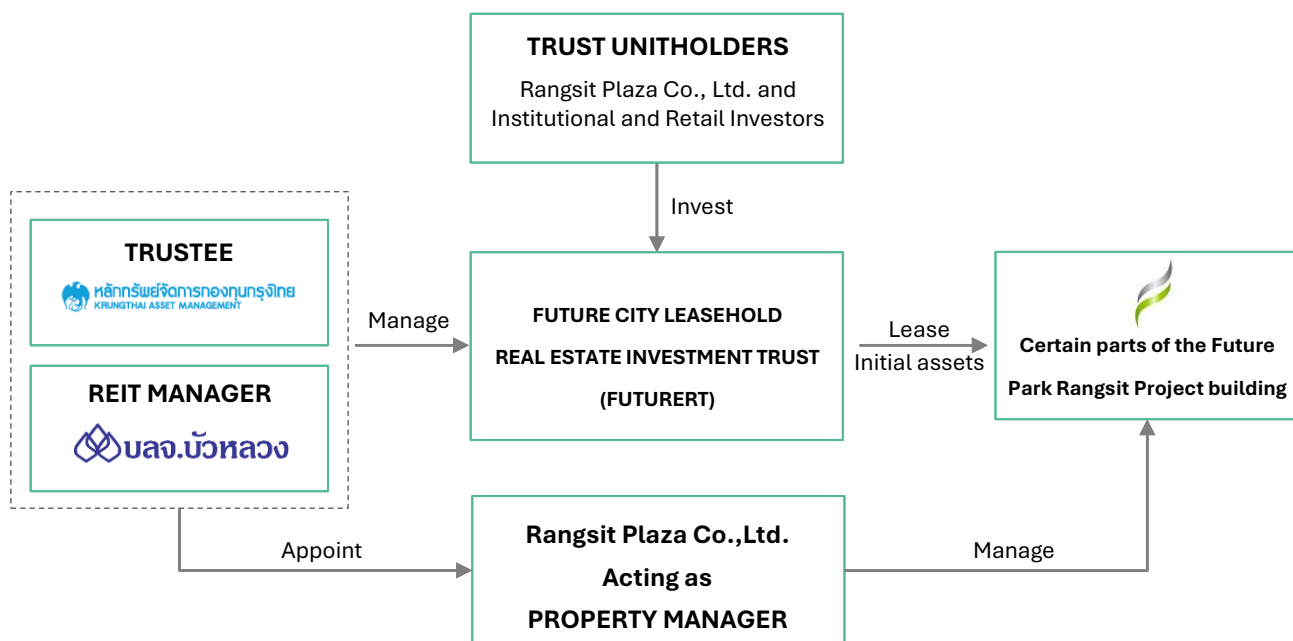 TRUST UNITHOLDERS
Rangsit Plaza Co., Ltd. and
Institutional and Retail Investors
Invest
TRUSTEE
หลักทรัพย์จัดการกองทุนกรุงไทย
KRUNGTHAI ASSET MANAGEMENT
REIT MANAGER
บลจ.บัวหลวง
Manage
FUTURE CITY LEASEHOLD
REAL ESTATE INVESTMENT TRUST
(FUTURERT)
Lease
Initial assets
Certain parts of the Future
Park Rangsit Project building
Appoint
Rangsit Plaza Co.,Ltd.
Acting as
PROPERTY MANAGER
Manage